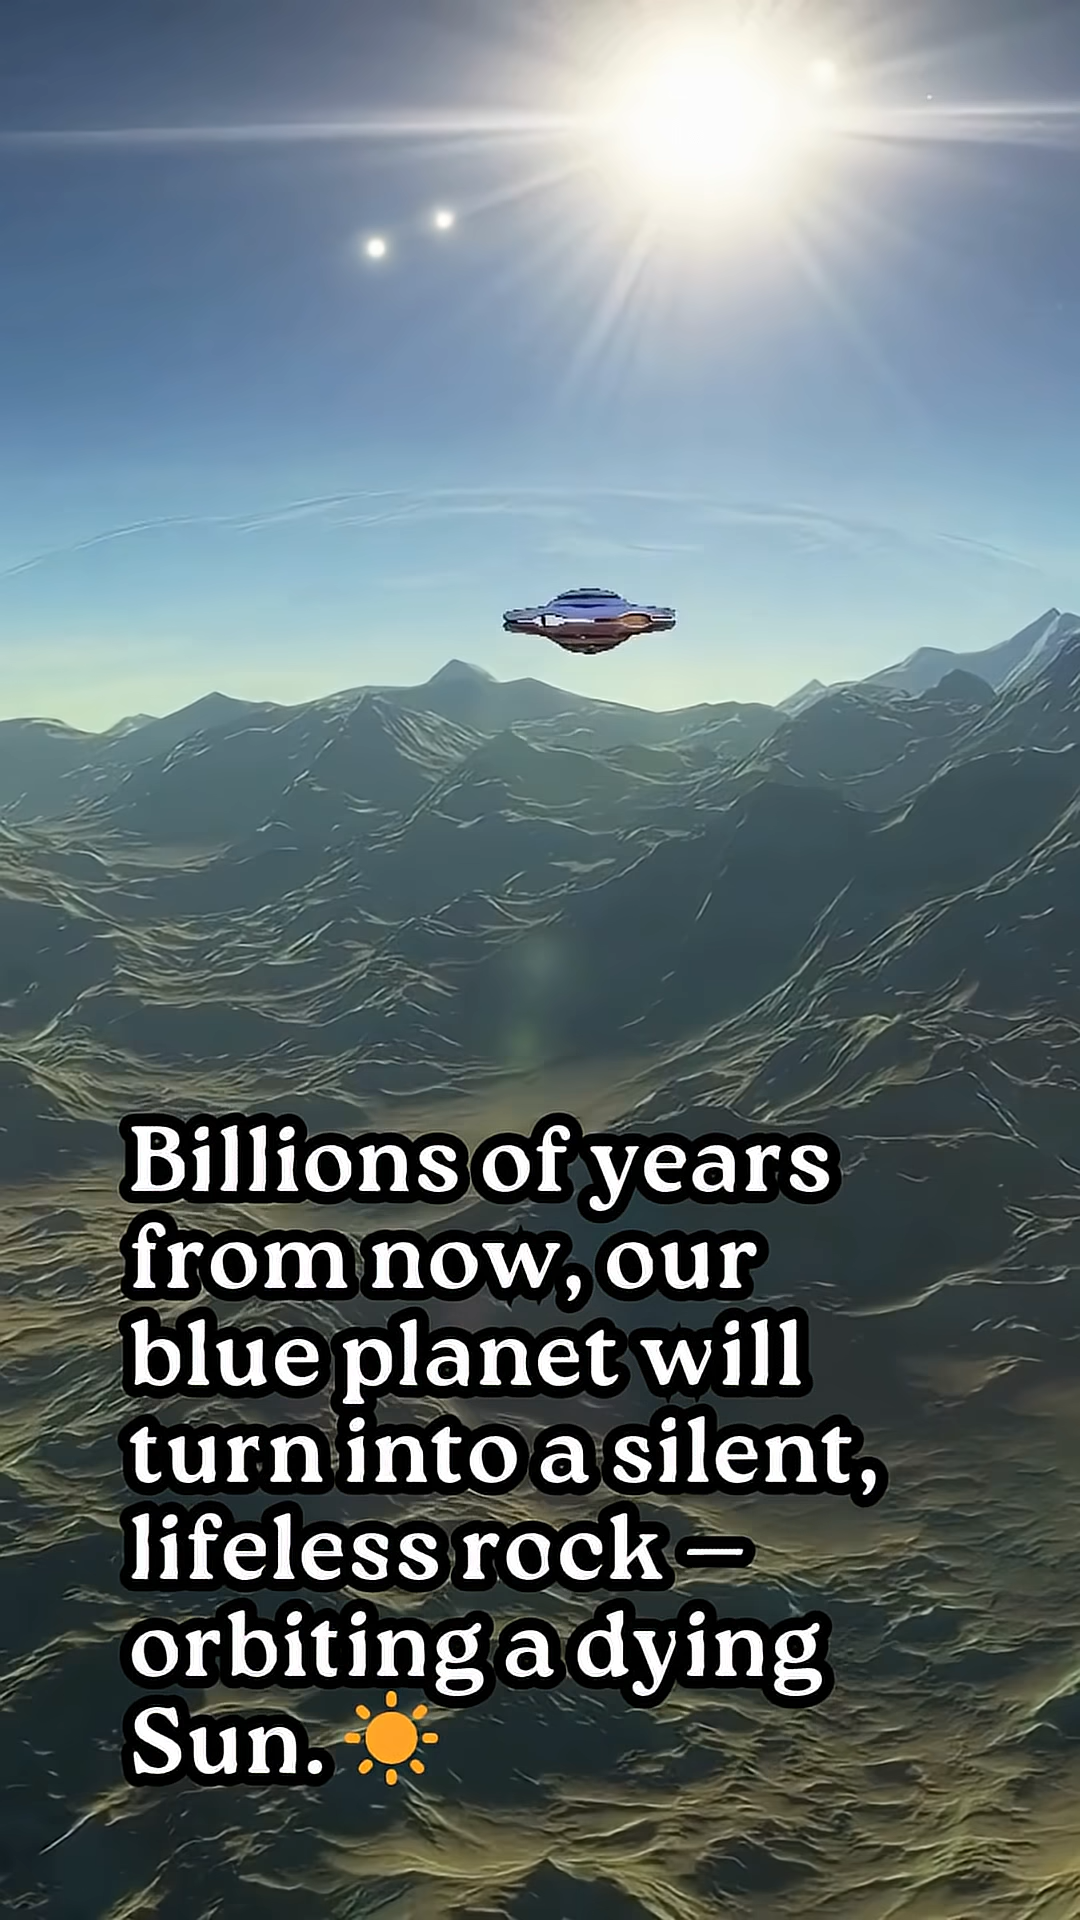 Billions of years
from now, our
blue planet will
turn into a silent,
lifeless rock —
orbiting a dying
Sun. ☀️